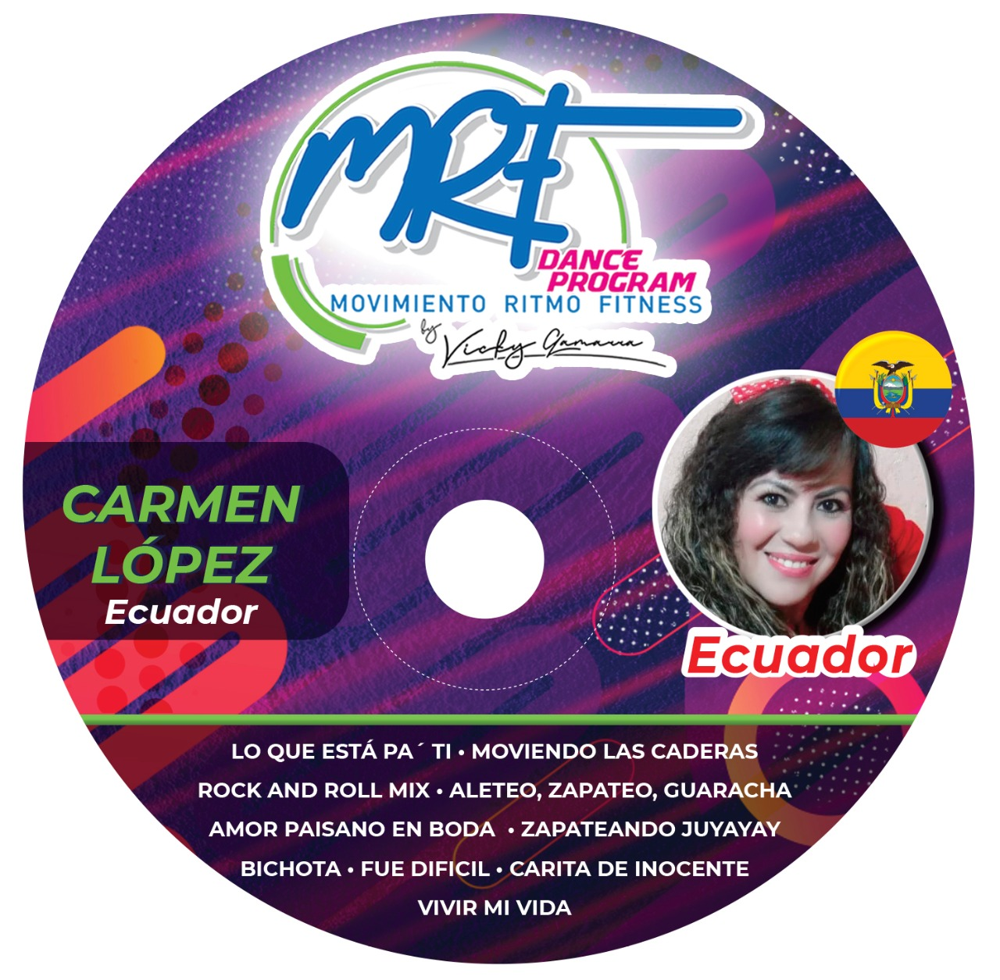 MRF
DANCE
PROGRAM
MOVIMIENTO RITMO FITNESS
by
Vicky Gamarra
CARMEN
LÓPEZ
Ecuador
Ecuador
LO QUE ESTÁ PA´ TI • MOVIENDO LAS CADERAS
ROCK AND ROLL MIX • ALETEO, ZAPATEO, GUARACHA
AMOR PAISANO EN BODA • ZAPATEANDO JUYAYAY
BICHOTA • FUE DIFICIL • CARITA DE INOCENTE
VIVIR MI VIDA